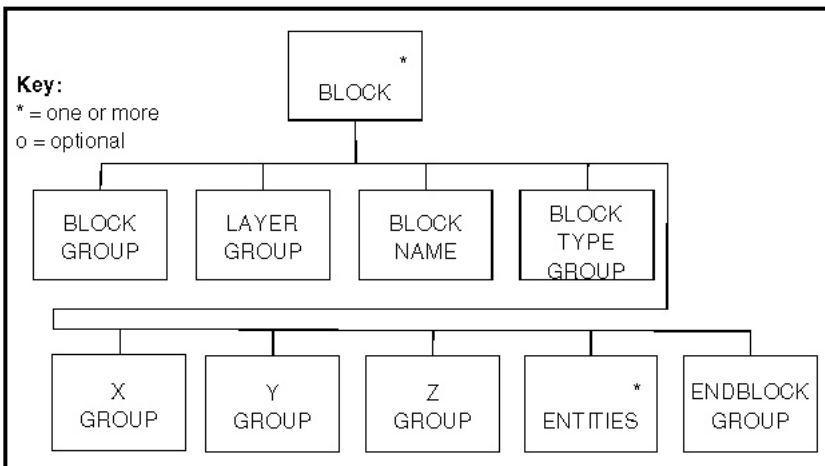 *
BLOCK
Key:
* = one or more
o = optional
BLOCK
GROUP
LAYER
GROUP
BLOCK
NAME
BLOCK
TYPE
GROUP
X
GROUP
Y
GROUP
Z
GROUP
*
ENTITIES
ENDBLOCK
GROUP